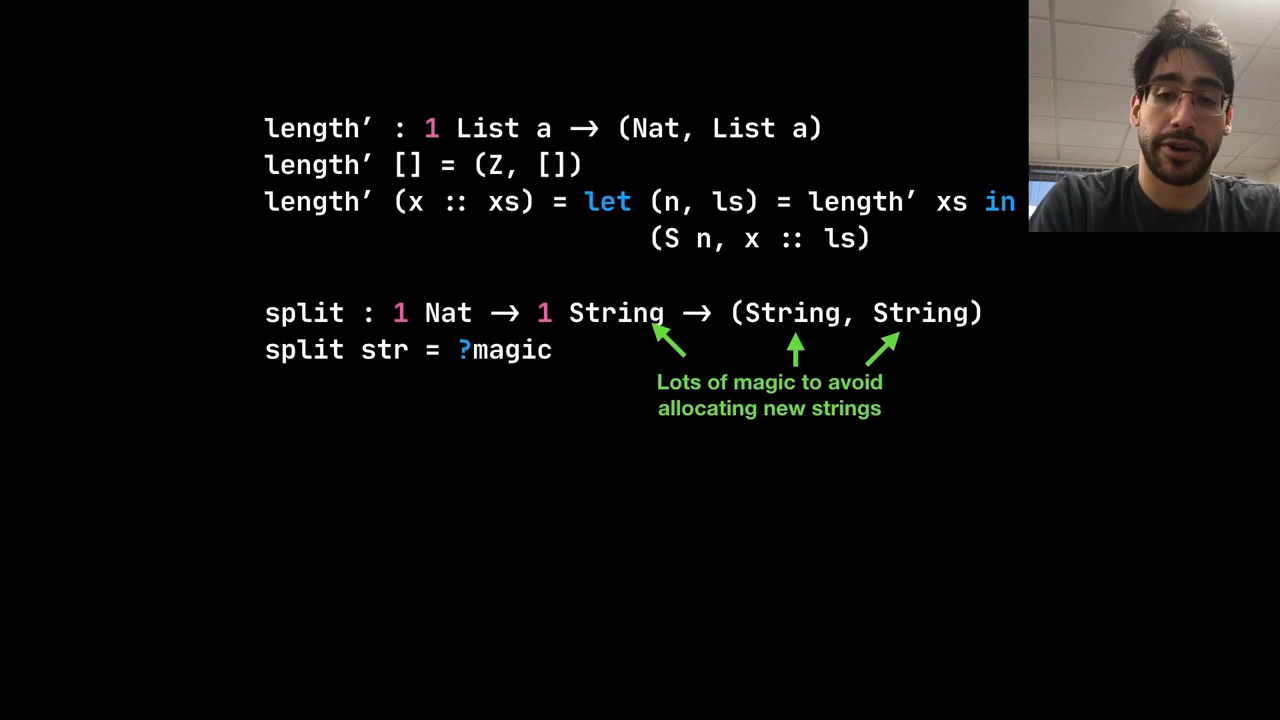 length’ : 1 List a → (Nat, List a)
length’ [] = (Z, [])
length’ (x :: xs) = let (n, ls) = length’ xs in
(S n, x :: ls)
split : 1 Nat → 1 String → (String, String)
split str = ?magic
Lots of magic to avoid
allocating new strings